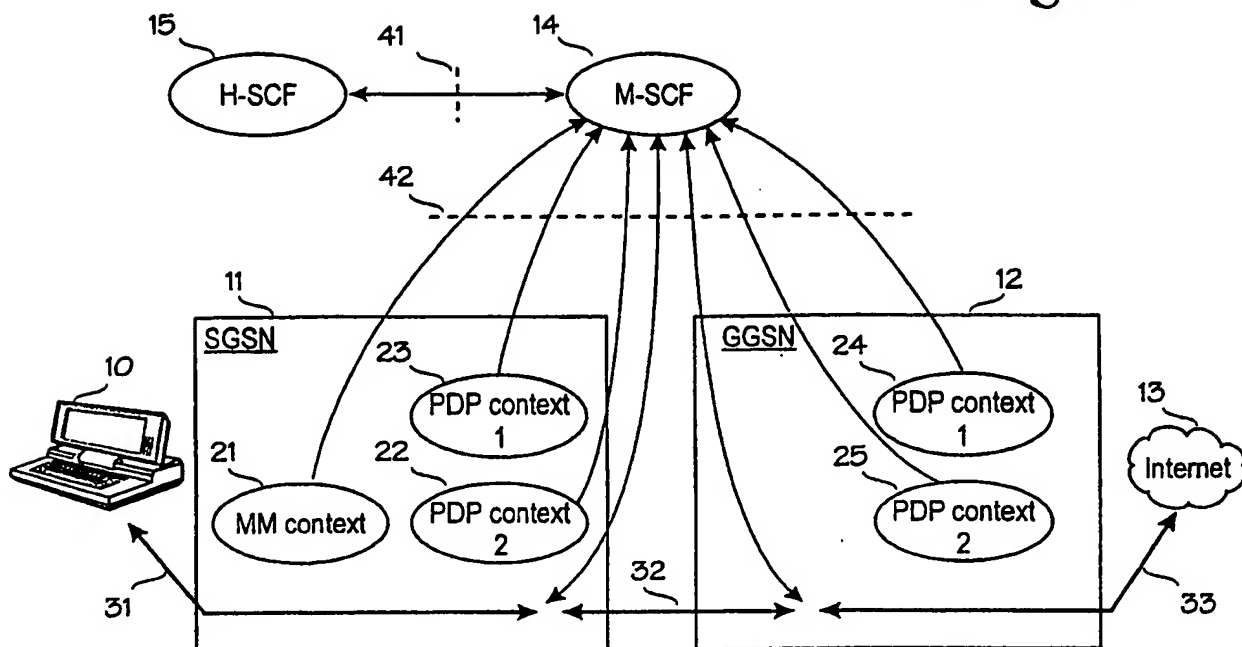 15
41
14
H-SCF
M-SCF
42
11
12
SGSN
GGSN
10
23
24
13
PDP context
1
PDP context
1
21
22
25
Internet
MM context
PDP context
2
PDP context
2
31
32
33